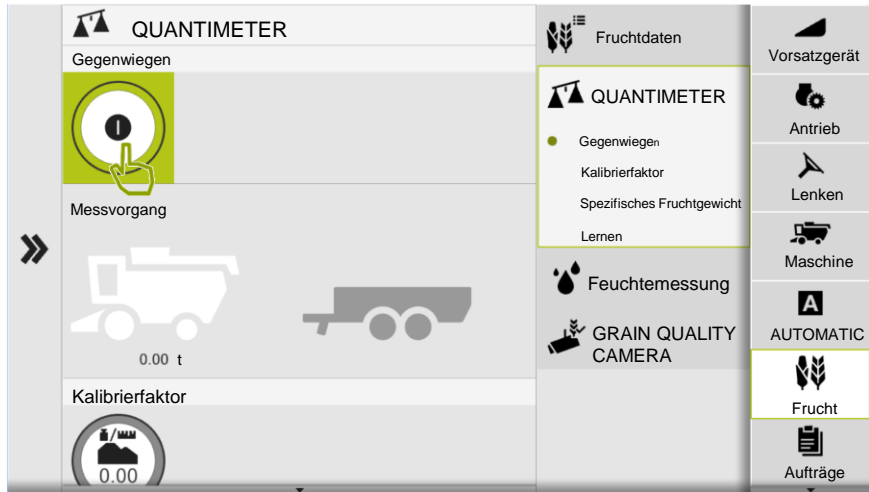 QUANTIMETER
Gegenwiegen
Messvorgang
0.00 t
Kalibrierfaktor
0.00
Fruchtdaten
QUANTIMETER
Gegenwiegen
Kalibrierfaktor
Spezifisches Fruchtgewicht
Lernen
Feuchtemessung
GRAIN QUALITY
CAMERA
Vorsatzgerät
Antrieb
Lenken
Maschine
A
AUTOMATIC
Frucht
Aufträge